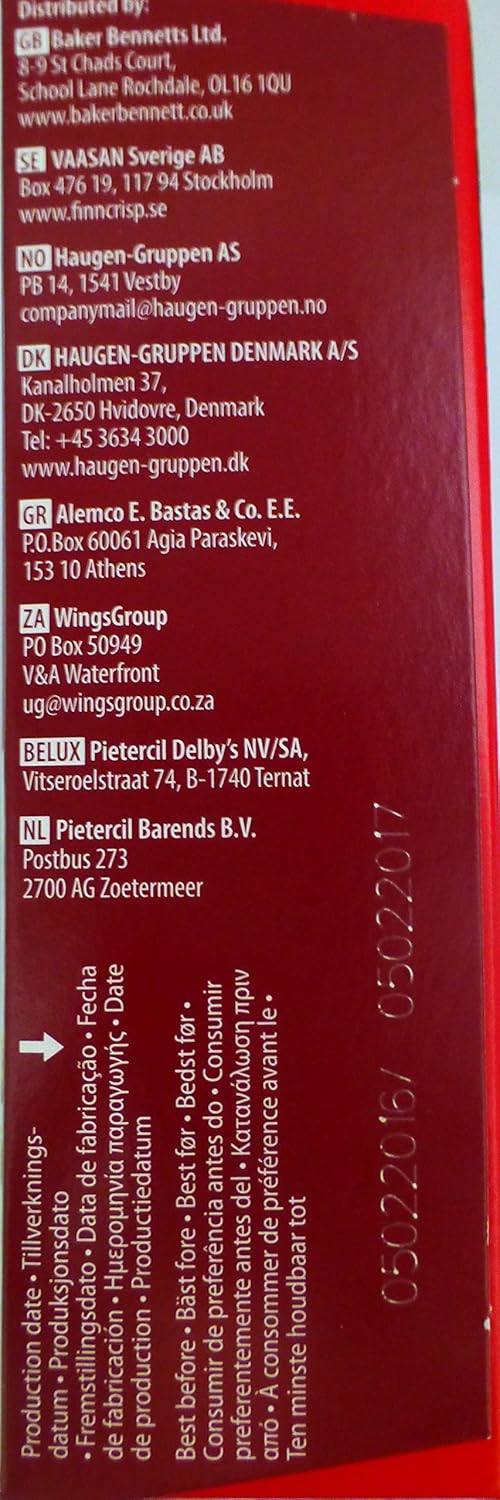 Distributed by:
GB Baker Bennetts Ltd.
8-9 St Chads Court,
School Lane Rochdale, OL16 1QU
www.bakerbennett.co.uk
SE VAASAN Sverige AB
Box 476 19, 117 94 Stockholm
www.finncrisp.se
NO Haugen-Gruppen AS
PB 14, 1541 Vestby
companymail@haugen-gruppen.no
DK HAUGEN-GRUPPEN DENMARK A/S
Kanalholmen 37,
DK-2650 Hvidovre, Denmark
Tel: +45 3634 3000
www.haugen-gruppen.dk
GR Alemco E. Bastas & Co. E.E.
P.O.Box 60061 Agia Paraskevi,
153 10 Athens
ZA WingsGroup
PO Box 50949
V&A Waterfront
ug@wingsgroup.co.za
BELUX Pietercil Delby's NV/SA,
Vitseroelstraat 74, B-1740 Ternat
NL Pietercil Barends B.V.
Postbus 273
2700 AG Zoetermeer
Production date • Tillverknings-
datum • Produksjonsdato
• Fremstillingsdato • Data de fabricação • Fecha
de fabricación • Ημερομηνία παραγωγής • Date
de production • Productiedatum
Best before • Bäst fore • Best før • Bedst før •
Consumir de preferência antes do • Consumir
preferentemente antes del • Κατανάλωση πριν
από • À consommer de préférence avant le •
Ten minste houdbaar tot
05022016/ 05022017